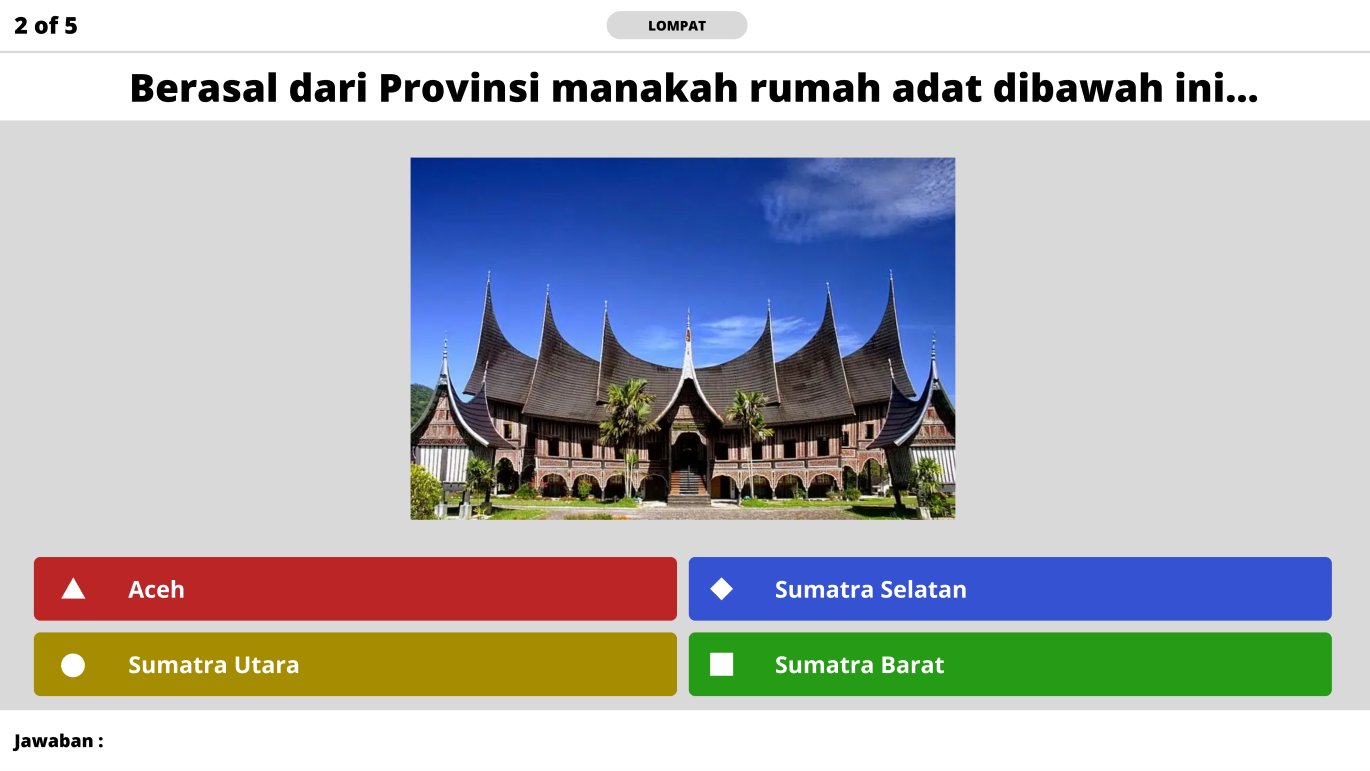 2 of 5
LOMPAT
Berasal dari Provinsi manakah rumah adat dibawah ini...
Aceh
Sumatra Selatan
Sumatra Utara
Sumatra Barat
Jawaban :